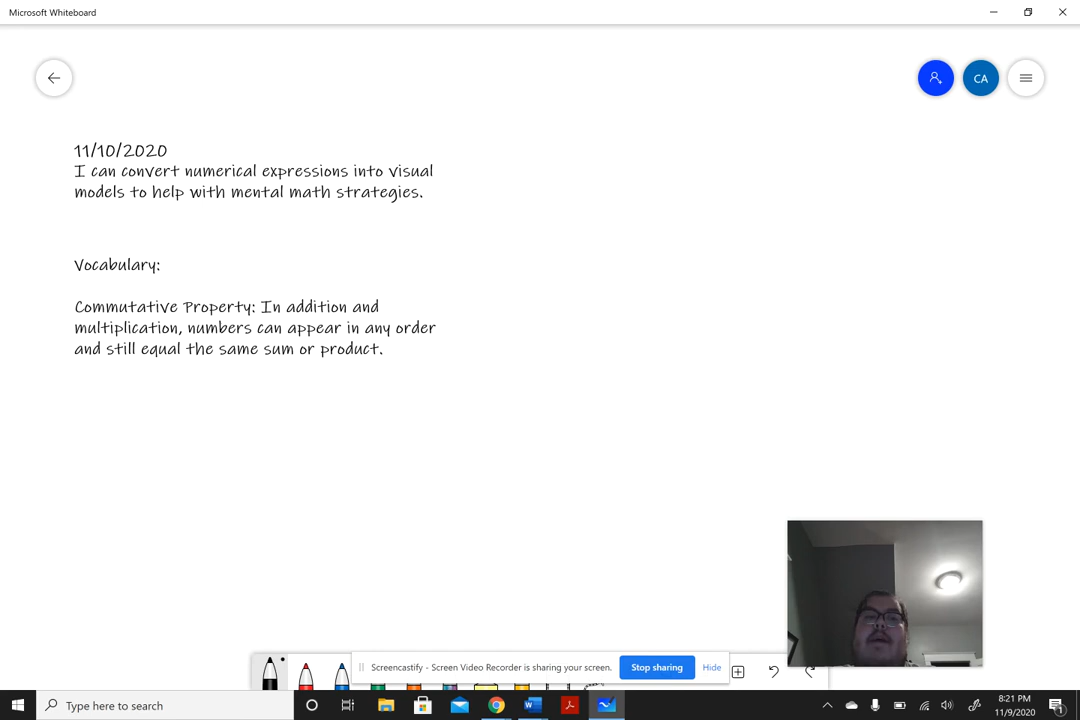 Microsoft Whiteboard
CA
11/10/2020
I can convert numerical expressions into visual
models to help with mental math strategies.
Vocabulary:
Commutative Property: In addition and
multiplication, numbers can appear in any order
and still equal the same sum or product.
Screencastify - Screen Video Recorder is sharing your screen.
Stop sharing
Hide
Type here to search
8:21 PM
11/9/2020